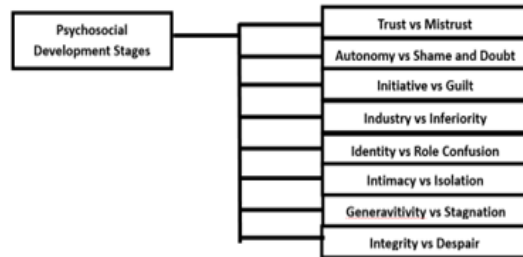 Psychosocial
Development Stages
Trust vs Mistrust
Autonomy vs Shame and Doubt
Initiative vs Guilt
Industry vs Inferiority
Identity vs Role Confusion
Intimacy vs Isolation
Generavitivity vs Stagnation
Integrity vs Despair